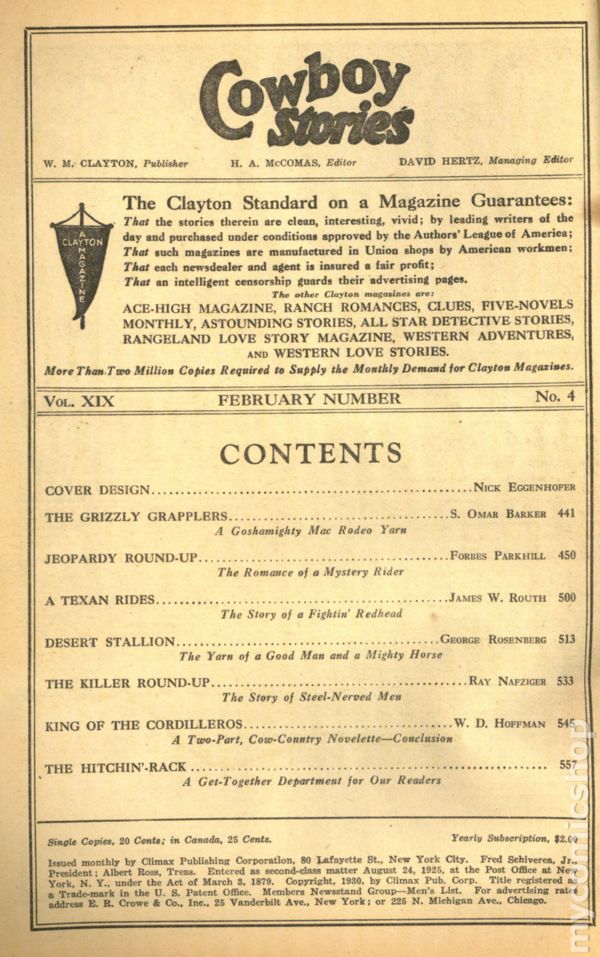 Cowboy
Stories
W. M. CLAYTON, Publisher H. A. McCOMAS, Editor DAVID HERTZ, Managing Editor
CLAYTON
A MAGAZINE
The Clayton Standard on a Magazine Guarantees:
That the stories therein are clean, interesting, vivid; by leading writers of the
day and purchased under conditions approved by the Authors' League of America;
That such magazines are manufactured in Union shops by American workmen;
That each newsdealer and agent is insured a fair profit;
That an intelligent censorship guards their advertising pages.
The other Clayton magazines are:
ACE-HIGH MAGAZINE, RANCH ROMANCES, CLUES, FIVE-NOVELS
MONTHLY, ASTOUNDING STORIES, ALL STAR DETECTIVE STORIES,
RANGELAND LOVE STORY MAGAZINE, WESTERN ADVENTURES,
AND WESTERN LOVE STORIES.
More Than Two Million Copies Required to Supply the Monthly Demand for Clayton Magazines.
VOL. XIX FEBRUARY NUMBER No. 4
CONTENTS
COVER DESIGN NICK EGGENHOFER
THE GRIZZLY GRAPPLERS S. OMAR BARKER 441
A Goshamighty Mac Rodeo Yarn
JEOPARDY ROUND-UP FORBES PARKHILL 450
The Romance of a Mystery Rider
A TEXAN RIDES JAMES W. ROUTH 500
The Story of a Fightin' Redhead
DESERT STALLION GEORGE ROSENBERG 513
The Yarn of a Good Man and a Mighty Horse
THE KILLER ROUND-UP RAY NAFZIGER 533
The Story of Steel-Nerved Men
KING OF THE CORDILLEROS W. D. HOFFMAN 545
A Two-Part, Cow-Country Novelette—Conclusion
THE HITCHIN'-RACK 557
A Get-Together Department for Our Readers
Single Copies, 20 Cents; in Canada, 25 Cents. Yearly Subscription, $2.00
Issued monthly by Climax Publishing Corporation, 80 Lafayette St., New York City. Fred Schiverea, Jr.,
President; Albert Ross, Treas. Entered as second-class matter August 24, 1925, at the Post Office at New
York, N. Y., under the Act of March 3, 1879. Copyright, 1930, by Climax Pub. Corp. Title registered as
a Trade-mark in the U. S. Patent Office. Members Newsstand Group—Men's List. For advertising rates
address E. R. Crowe & Co., Inc., 25 Vanderbilt Ave., New York; or 225 N. Michigan Ave., Chicago.
mycomicshop